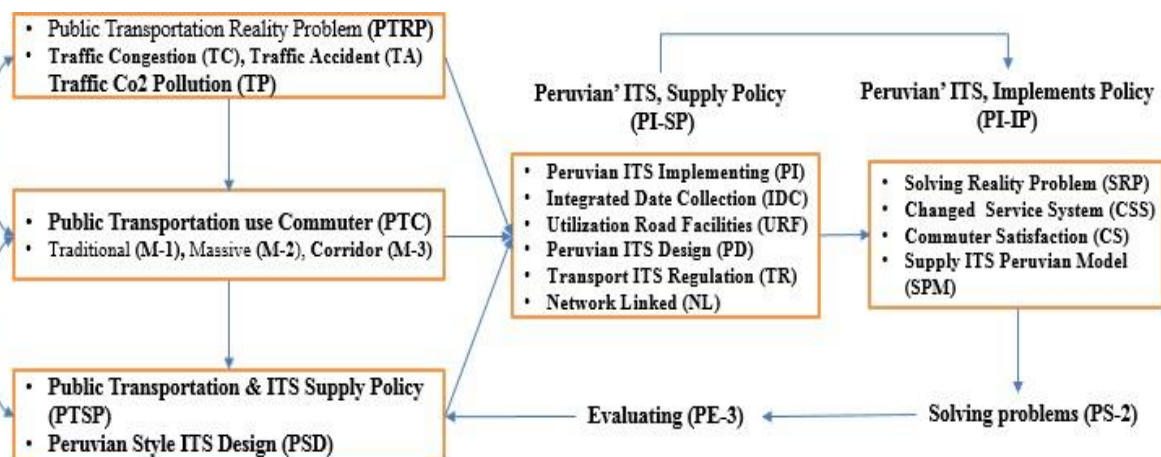 • Public Transportation Reality Problem (PTRP)
• Traffic Congestion (TC), Traffic Accident (TA)
Traffic Co2 Pollution (TP)
• Public Transportation use Commuter (PTC)
• Traditional (M-1), Massive (M-2), Corridor (M-3)
• Public Transportation & ITS Supply Policy
(PTSP)
• Peruvian Style ITS Design (PSD)
Peruvian’ ITS, Supply Policy
(PI-SP)
• Peruvian ITS Implementing (PI)
• Integrated Date Collection (IDC)
• Utilization Road Facilities (URF)
• Peruvian ITS Design (PD)
• Transport ITS Regulation (TR)
• Network Linked (NL)
Peruvian’ ITS, Implements Policy
(PI-IP)
• Solving Reality Problem (SRP)
• Changed Service System (CSS)
• Commuter Satisfaction (CS)
• Supply ITS Peruvian Model
(SPM)
Evaluating (PE-3)
Solving problems (PS-2)